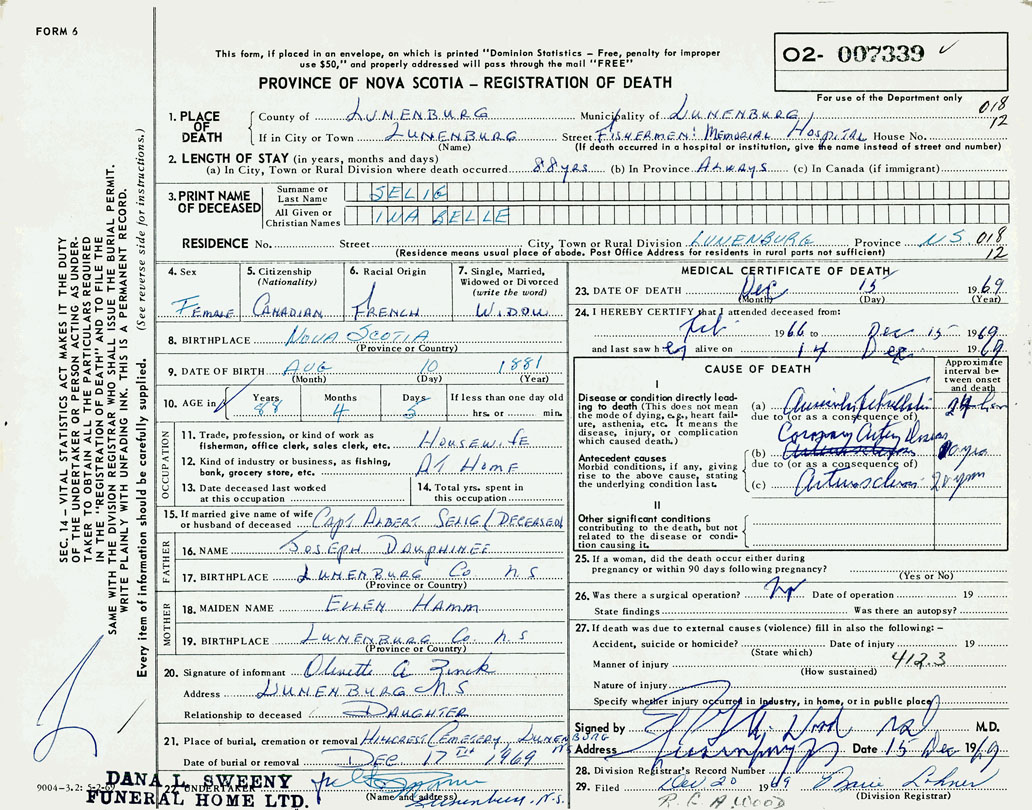 FORM 6
This form, if placed in an envelope, on which is printed "Dominion Statistics – Free, penalty for improper
use $50," and properly addressed will pass through the mail "FREE"
O2- 007339
PROVINCE OF NOVA SCOTIA – REGISTRATION OF DEATH
For use of the Department only
018
12
1. PLACE OF DEATH
County of LUNENBURG Municipality of LUNENBURG
If in City or Town LUNENBURG Street FISHERMEN! MEMORIAL HOSPITAL House No.
(Name) (If death occurred in a hospital or institution, give the name instead of street and number)
2. LENGTH OF STAY (in years, months and days)
(a) In City, Town or Rural Division where death occurred 88 yrs (b) In Province ALWAYS (c) In Canada (if immigrant)
3. PRINT NAME OF DECEASED
Surname or Last Name SELIG
All Given or Christian Names INA BELLE
RESIDENCE No. Street City, Town or Rural Division LUNENBURG Province NS 018
(Residence means usual place of abode. Post Office Address for residents in rural parts not sufficient) 12
4. Sex FEMALE
5. Citizenship (Nationality) CANADIAN
6. Racial Origin FRENCH
7. Single, Married, Widowed or Divorced (write the word) WIDOW
8. BIRTHPLACE NOVA SCOTIA
(Province or Country)
9. DATE OF BIRTH AUG 10 1881
(Month) (Day) (Year)
10. AGE in Years 88 Months 4 Days 5 If less than one day old hrs. or min.
OCCUPATION
11. Trade, profession, or kind of work as fisherman, office clerk, sales clerk, etc. HOUSEWIFE
12. Kind of industry or business, as fishing, bank, grocery store, etc. AT HOME
13. Date deceased last worked at this occupation
14. Total yrs. spent in this occupation
15. If married give name of wife or husband of deceased CAPT ALBERT SELIG (DECEASED)
FATHER
16. NAME JOSEPH DAUPHINEE
17. BIRTHPLACE LUNENBURG CO NS
(Province or Country)
MOTHER
18. MAIDEN NAME ELLEN HAMM
19. BIRTHPLACE LUNENBURG CO. NS
(Province or Country)
20. Signature of informant Olivette A Zinck
Address LUNENBURG NS
Relationship to deceased DAUGHTER
21. Place of burial, cremation or removal HILLCREST CEMETERY, LUNENBURG NS
Date of burial or removal DEC 17TH 1969
22. UNDERTAKER
DANA L. SWEENY
FUNERAL HOME LTD.
(Name and address) Lunenburg, N.S.
9004-3.2: 5-2-69
MEDICAL CERTIFICATE OF DEATH
23. DATE OF DEATH Dec 15 1969
(Month) (Day) (Year)
24. I HEREBY CERTIFY that I attended deceased from:
Feb 1966 to Dec 15 1969
and last saw her alive on 14 Dec 1969
CAUSE OF DEATH
Approximate interval between onset and death
I
Disease or condition directly leading to death (This does not mean the mode of dying, e.g., heart failure, asthenia, etc. It means the disease, injury, or complication which caused death.)
(a) Auricular Fibrillation 24 hrs
due to (or as a consequence of)
Coronary Artery Disease
Antecedent causes
Morbid conditions, if any, giving rise to the above cause, stating the underlying condition last.
(b) 10 yrs
due to (or as a consequence of)
(c) Arteriosclerosis 20 yrs
II
Other significant conditions contributing to the death, but not related to the disease or condition causing it.
25. If a woman, did the death occur either during pregnancy or within 90 days following pregnancy?
(Yes or No)
26. Was there a surgical operation? No Date of operation 19
State findings Was there an autopsy?
27. If death was due to external causes (violence) fill in also the following: –
Accident, suicide or homicide? Date of injury 19
(State which) 412.3
Manner of injury
(How sustained)
Nature of injury
Specify whether injury occurred in industry, in home, or in public place
Signed by M.D.
Address Date 15 Dec 1969
28. Division Registrar's Record Number
29. Filed Dec 20 1969
(Division Registrar)
R. G. A. WOOD
SEC. 14 – VITAL STATISTICS ACT MAKES IT THE DUTY
OF THE UNDERTAKER OR PERSON ACTING AS UNDER-
TAKER TO OBTAIN ALL THE PARTICULARS REQUIRED
IN THE "REGISTRATION OF DEATH" AND TO FILE THE
SAME WITH THE DIVISION REGISTRAR WHO SHALL ISSUE THE BURIAL PERMIT.
WRITE PLAINLY WITH UNFADING INK. THIS IS A PERMANENT RECORD.
Every item of information should be carefully supplied. (See reverse side for instructions.)